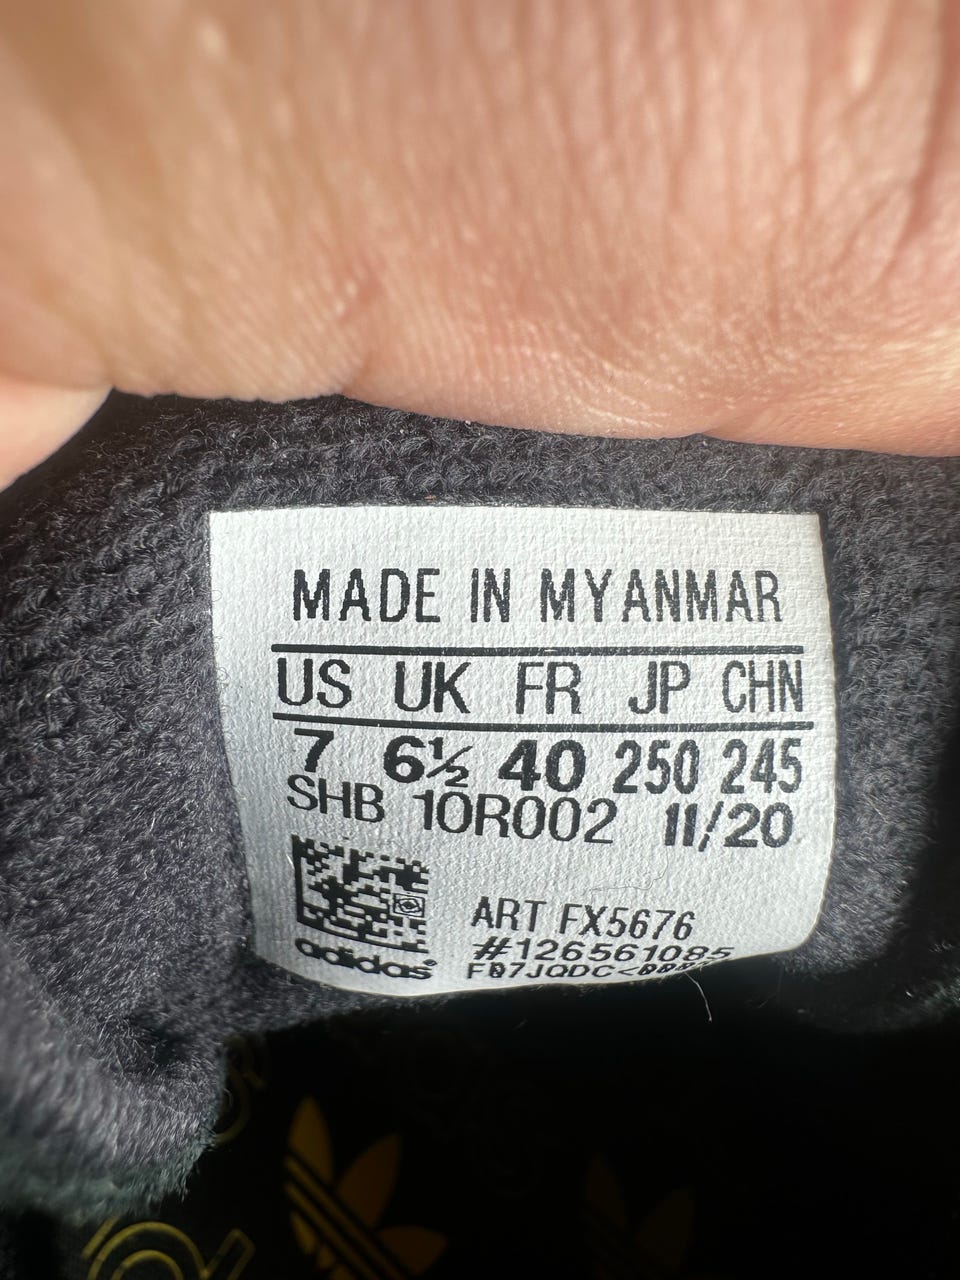 MADE IN MYANMAR
US UK FR JP CHN
7 6½ 40 250 245
SHB 10R002 11/20
ART FX5676
#126561085
adidas